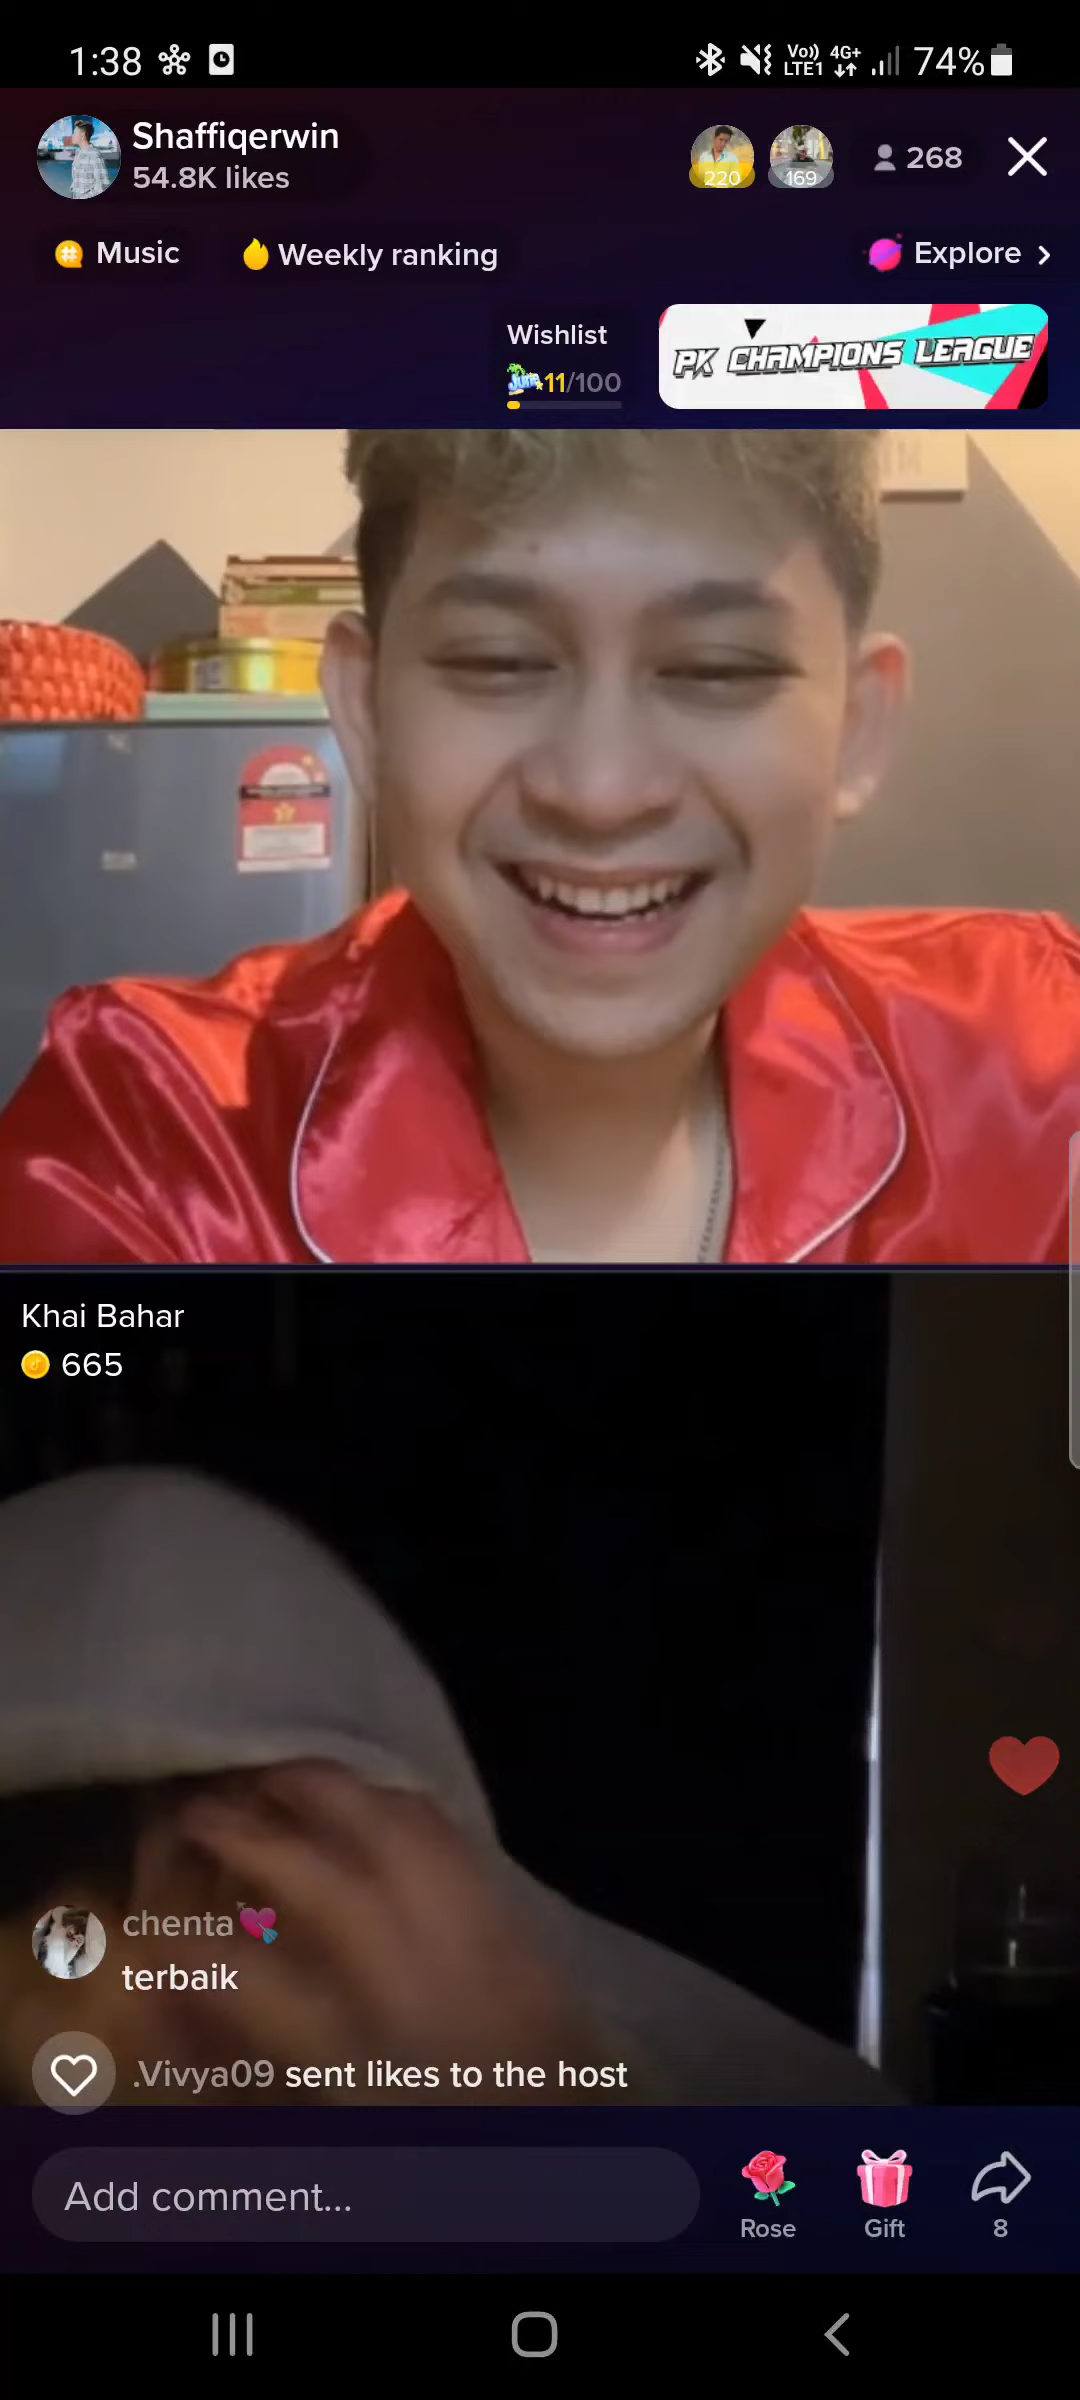 1:38
Vo)) LTE1 4G+ 74%
Shaffiqerwin
54.8K likes
220
169
268
Music
Weekly ranking
Explore
Wishlist
June 11/100
PK CHAMPIONS LEAGUE
Khai Bahar
665
chenta
terbaik
.Vivya09 sent likes to the host
Add comment...
Rose
Gift
8